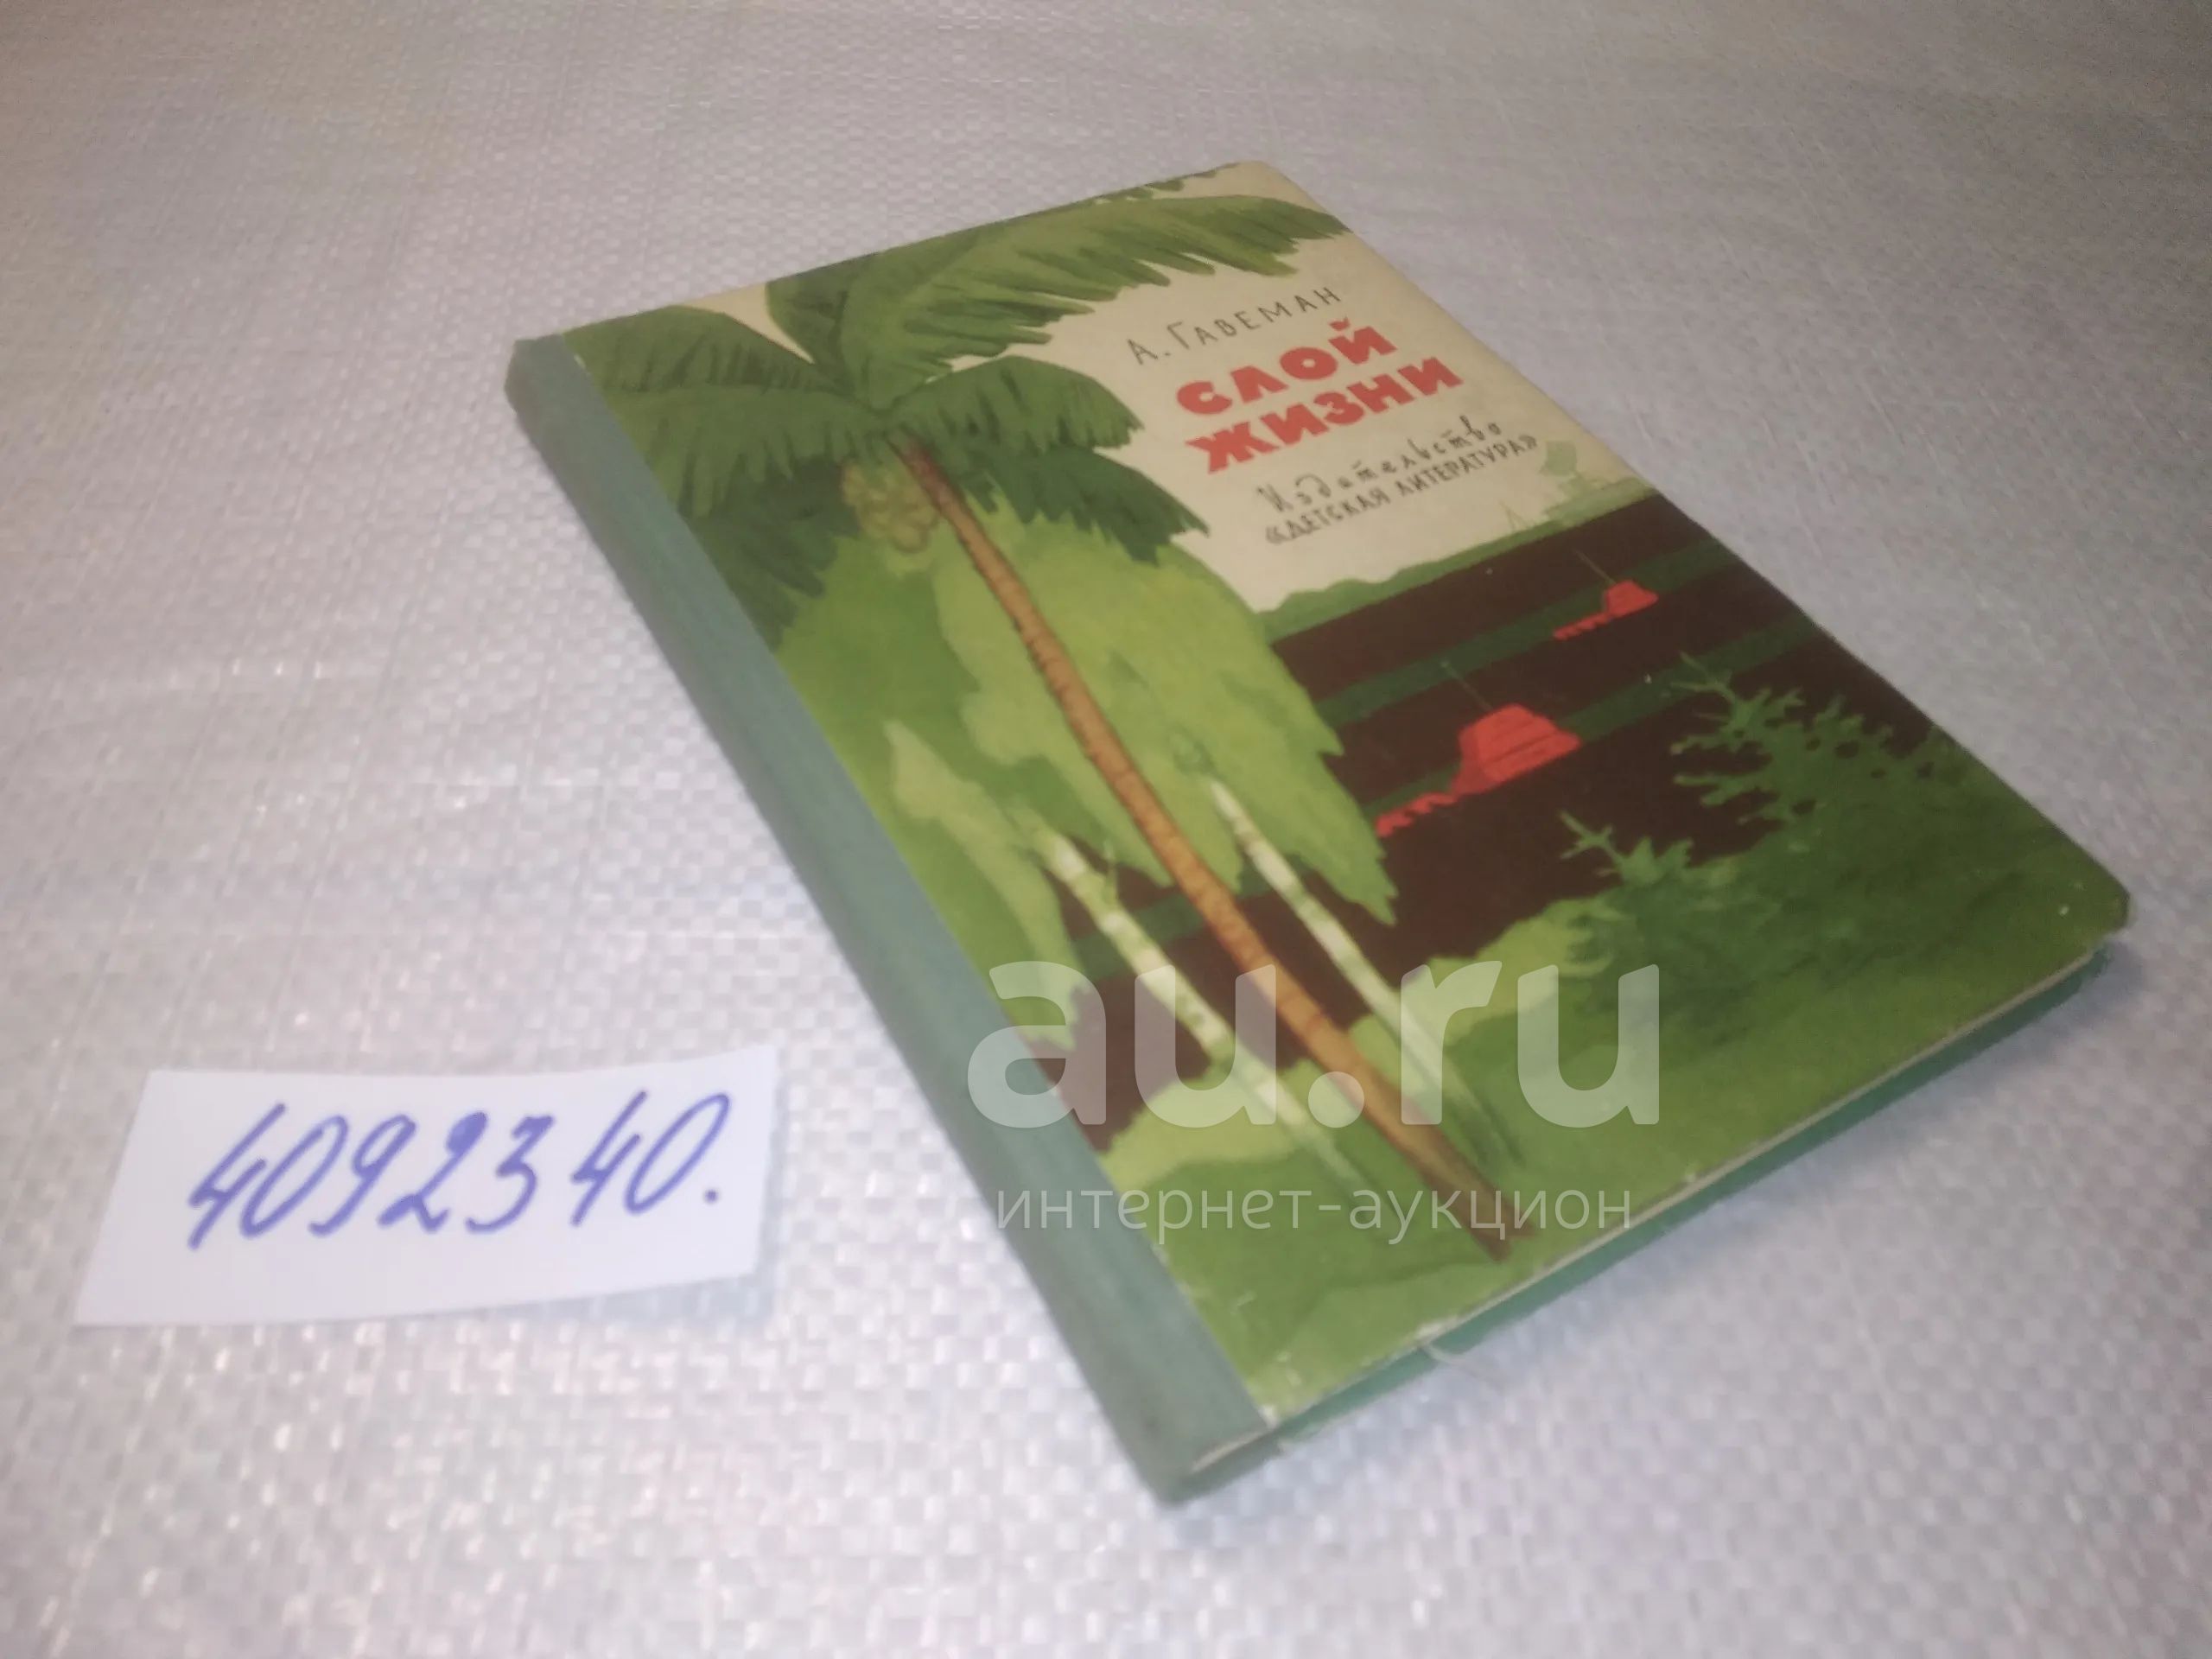 А. Гавеман
СЛОЙ
ЖИЗНИ
Издательство
«ДЕТСКАЯ ЛИТЕРАТУРА»
au.ru
интернет-аукцион
4092340.